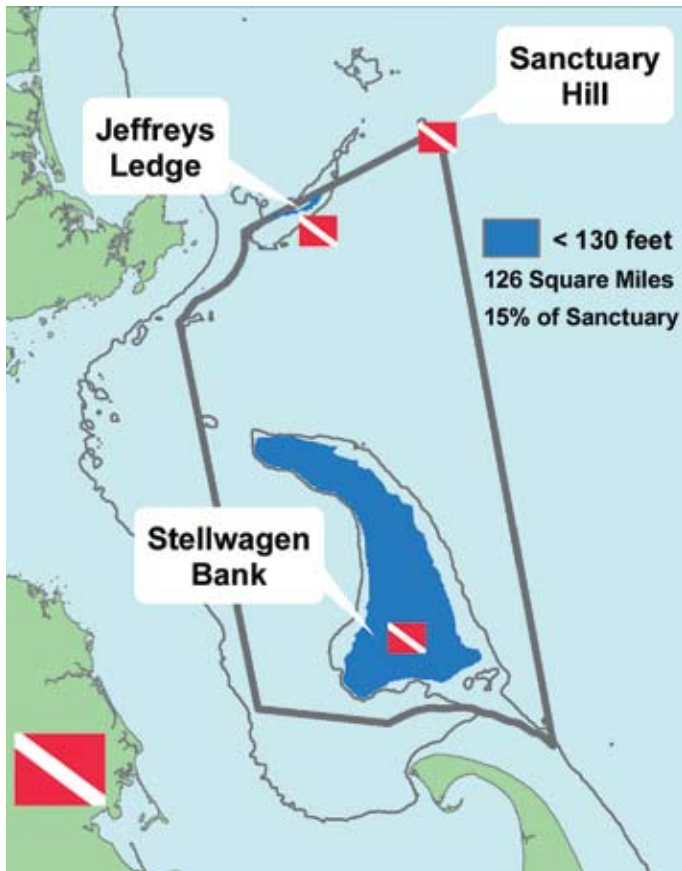 Sanctuary
Hill
Jeffreys
Ledge
< 130 feet
126 Square Miles
15% of Sanctuary
Stellwagen
Bank